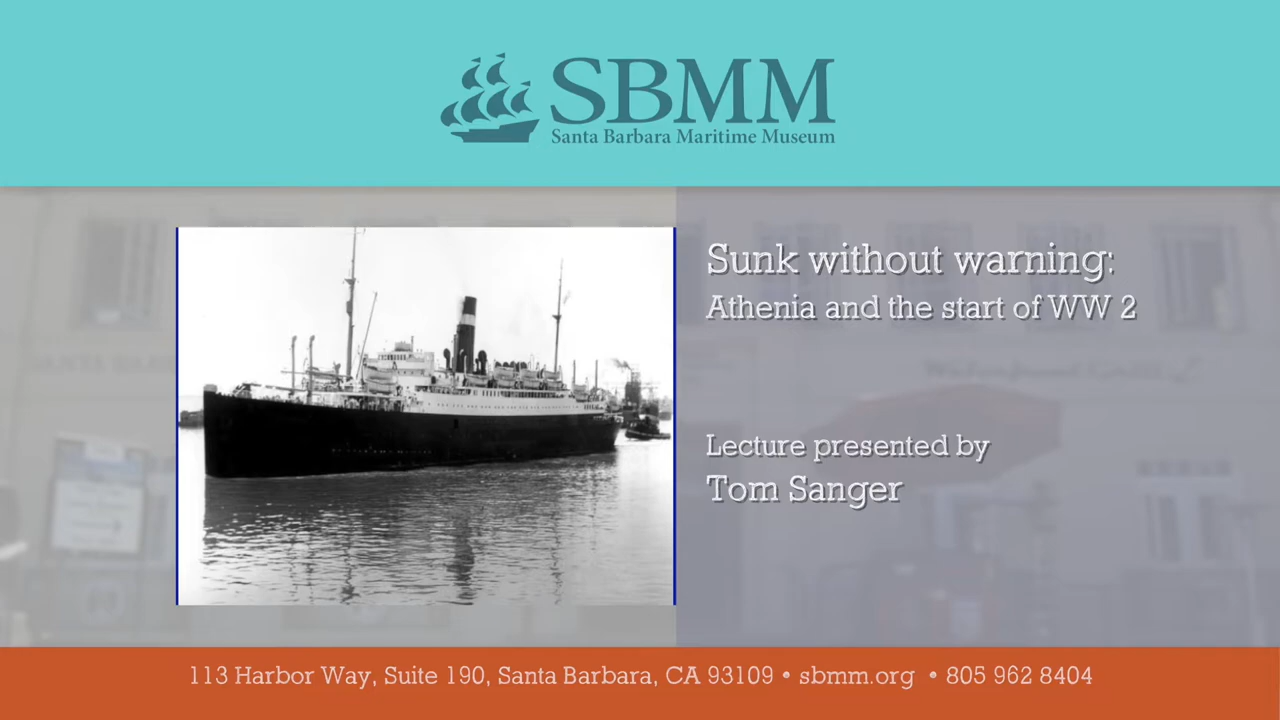 SBMM
Santa Barbara Maritime Museum
Sunk without warning:
Athenia and the start of WW 2
Lecture presented by
Tom Sanger
113 Harbor Way, Suite 190, Santa Barbara, CA 93109 • sbmm.org • 805 962 8404